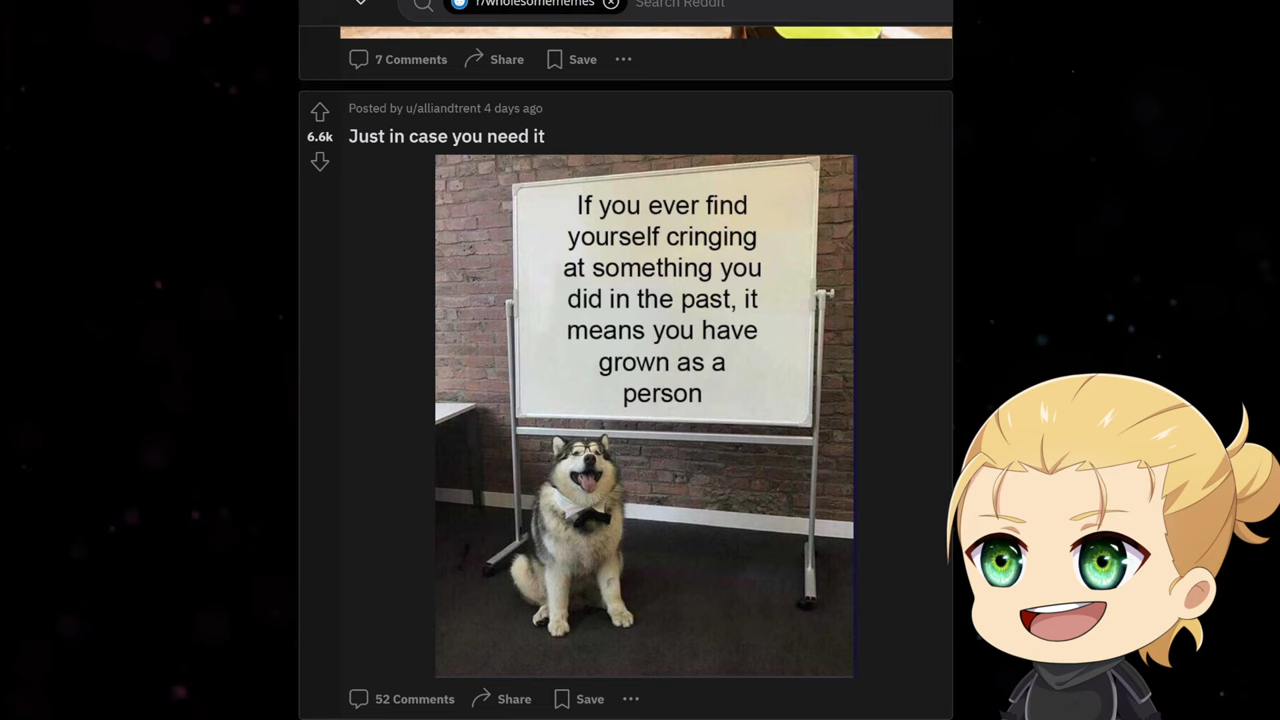 r/wholesomememes Search Reddit
7 Comments Share Save
Posted by u/alliandtrent 4 days ago
6.6k
Just in case you need it
If you ever find
yourself cringing
at something you
did in the past, it
means you have
grown as a
person
52 Comments Share Save